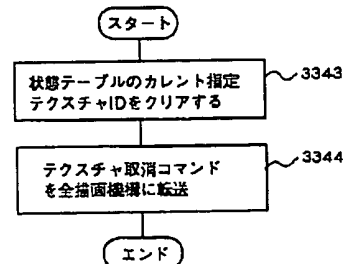 スタート
状態テーブルのカレント指定
テクスチャIDをクリアする
3343
テクスチャ取消コマンド
を全描画機構に転送
3344
エンド